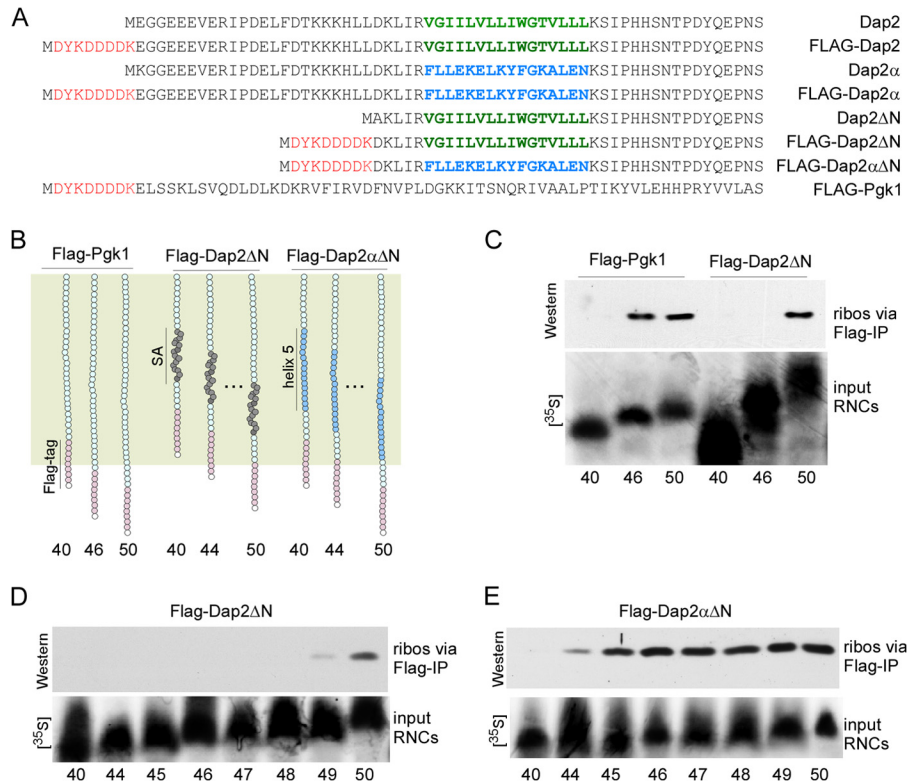 A
MEGGEEEVERIPDELFDTKKKHLLDKLIRVGIILVLLIWGTVLLLKSIPHHSNTPDYQEPNS Dap2
MDYKDDDDKEGGEEEVERIPDELFDTKKKHLLDKLIRVGIILVLLIWGTVLLLKSIPHHSNTPDYQEPNS FLAG-Dap2
MKGGEEEVERIPDELFDTKKKHLLDKLIRFLLEKELKYFGKALENKSIPHHSNTPDYQEPNS Dap2α
MDYKDDDDKEGGEEEVERIPDELFDTKKKHLLDKLIRFLLEKELKYFGKALENKSIPHHSNTPDYQEPNS FLAG-Dap2α
MAKLIRVGIILVLLIWGTVLLLKSIPHHSNTPDYQEPNS Dap2ΔN
MDYKDDDDKDKLIRVGIILVLLIWGTVLLLKSIPHHSNTPDYQEPNS FLAG-Dap2ΔN
MDYKDDDDKDKLIRFLLEKELKYFGKALENKSIPHHSNTPDYQEPNS FLAG-Dap2αΔN
MDYKDDDDKELSSKLSVQDLDLKDKRVFIRVDFNVPLDGKKITSNQRIVAALPTIKYVLEHHPRYVVLAS FLAG-Pgk1
B
Flag-Pgk1 Flag-Dap2ΔN Flag-Dap2αΔN
SA
helix 5
... ...
Flag-tag
40 46 50 40 44 50 40 44 50
C
Flag-Pgk1 Flag-Dap2ΔN
Western
ribos via
Flag-IP
[35S]
input
RNCs
40 46 50 40 46 50
D
Flag-Dap2ΔN
Western
ribos via
Flag-IP
[35S]
input
RNCs
40 44 45 46 47 48 49 50
E
Flag-Dap2αΔN
Western
ribos via
Flag-IP
[35S]
input
RNCs
40 44 45 46 47 48 49 50